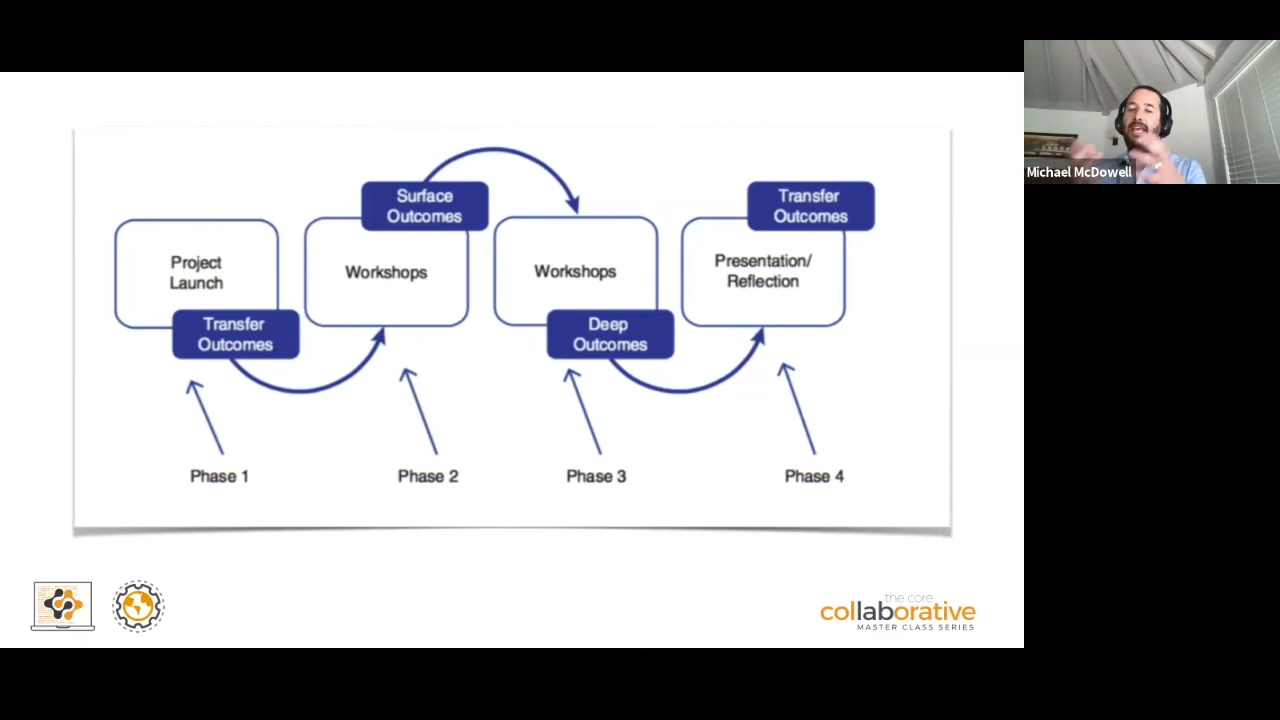 Michael McDowell
Surface
Outcomes
Transfer
Outcomes
Project
Launch
Workshops
Workshops
Presentation/
Reflection
Transfer
Outcomes
Deep
Outcomes
Phase 1
Phase 2
Phase 3
Phase 4
the core
collaborative
MASTER CLASS SERIES